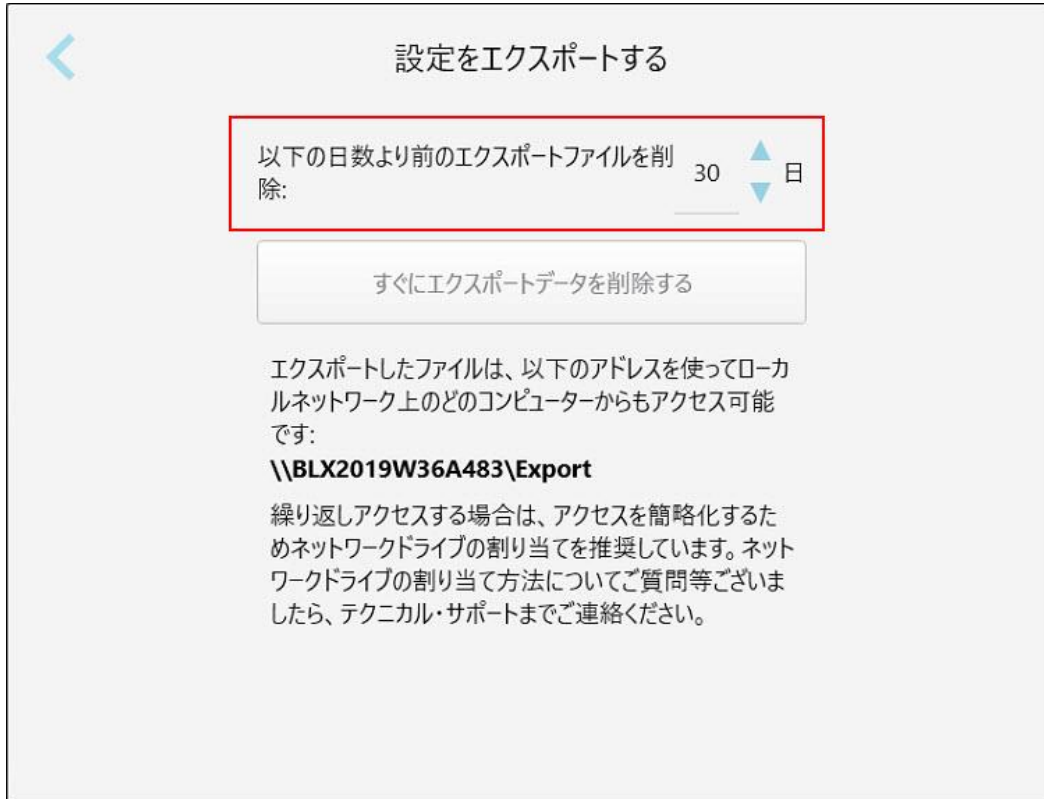 設定をエクスポートする
以下の日数より前のエクスポートファイルを削
除:
30
日
すぐにエクスポートデータを削除する
エクスポートしたファイルは、以下のアドレスを使ってローカ
ルネットワーク上のどのコンピューターからもアクセス可能
です:
\\BLX2019W36A483\Export
繰り返しアクセスする場合は、アクセスを簡略化するた
めネットワークドライブの割り当てを推奨しています。ネット
ワークドライブの割り当て方法についてご質問等ございま
したら、テクニカル・サポートまでご連絡ください。